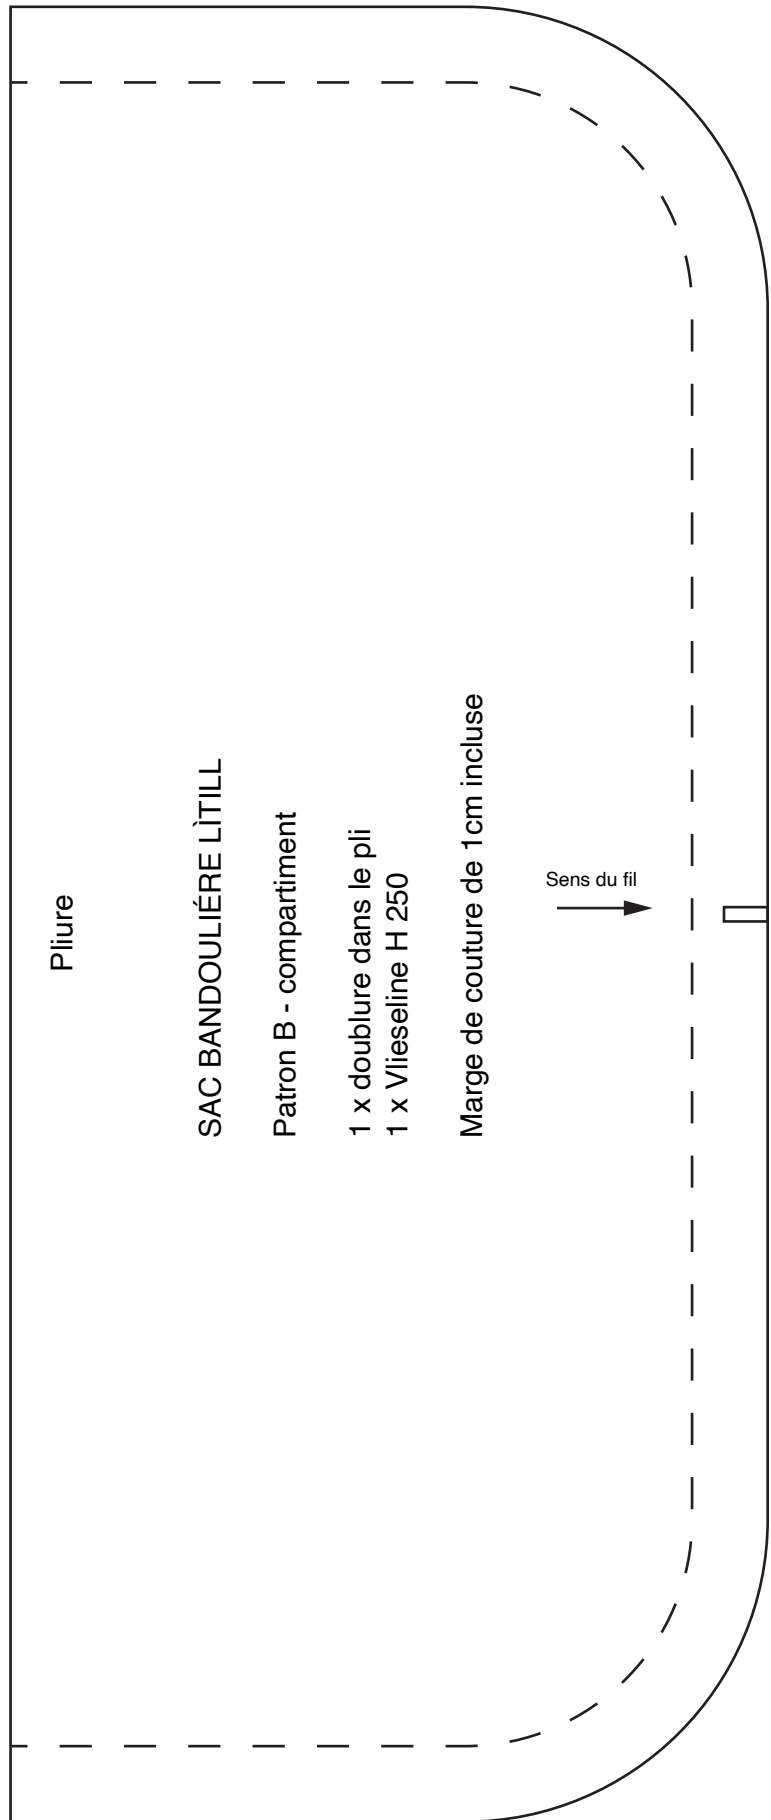 Pliure
SAC BANDOULIÉRE LÌTILL
Patron B - compartiment
1 x doublure dans le pli
1 x Vlieseline H 250
Marge de couture de 1cm incluse
Sens du fil